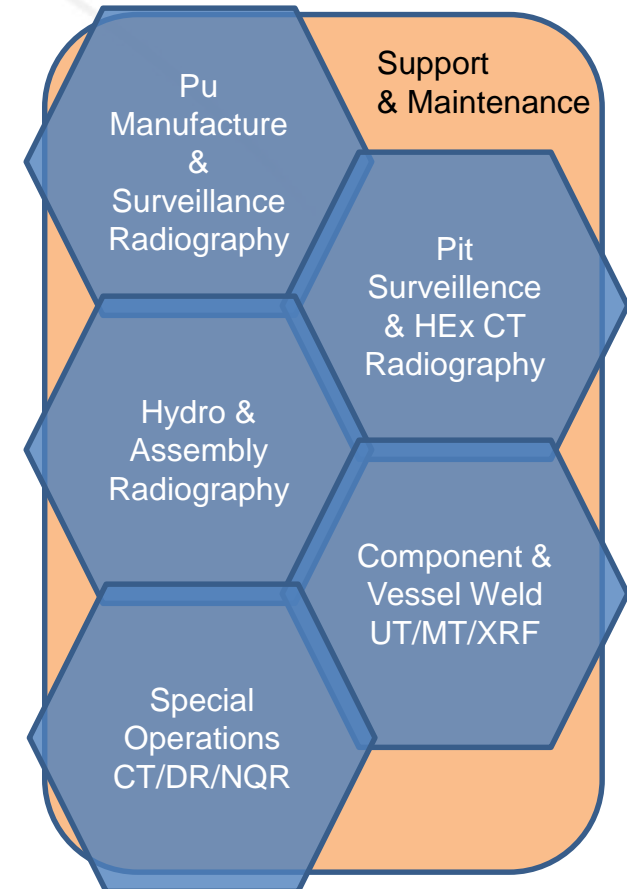 Support
& Maintenance
Pu
Manufacture
&
Surveillance
Radiography
Pit
Surveillence
& HEx CT
Radiography
Hydro &
Assembly
Radiography
Component &
Vessel Weld
UT/MT/XRF
Special
Operations
CT/DR/NQR